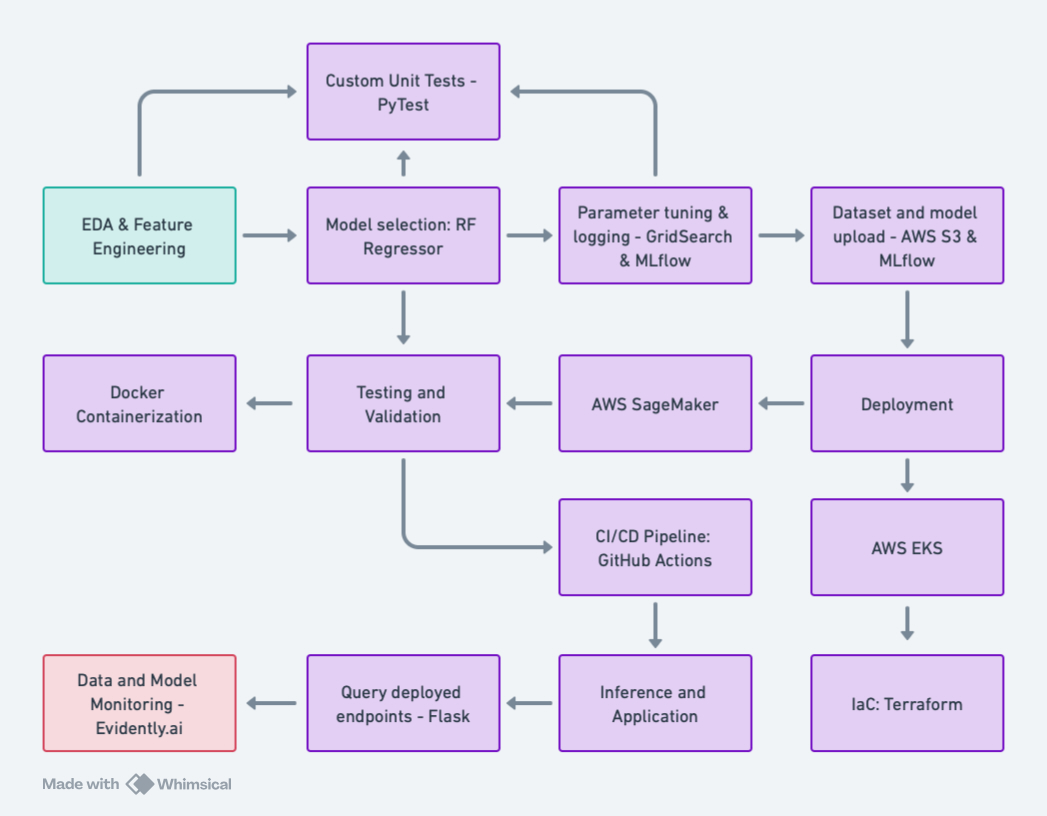 Custom Unit Tests -
PyTest
EDA & Feature
Engineering
Model selection: RF
Regressor
Parameter tuning &
logging - GridSearch
& MLflow
Dataset and model
upload - AWS S3 &
MLflow
Docker
Containerization
Testing and
Validation
AWS SageMaker
Deployment
CI/CD Pipeline:
GitHub Actions
AWS EKS
Data and Model
Monitoring -
Evidently.ai
Query deployed
endpoints - Flask
Inference and
Application
IaC: Terraform
Made with Whimsical